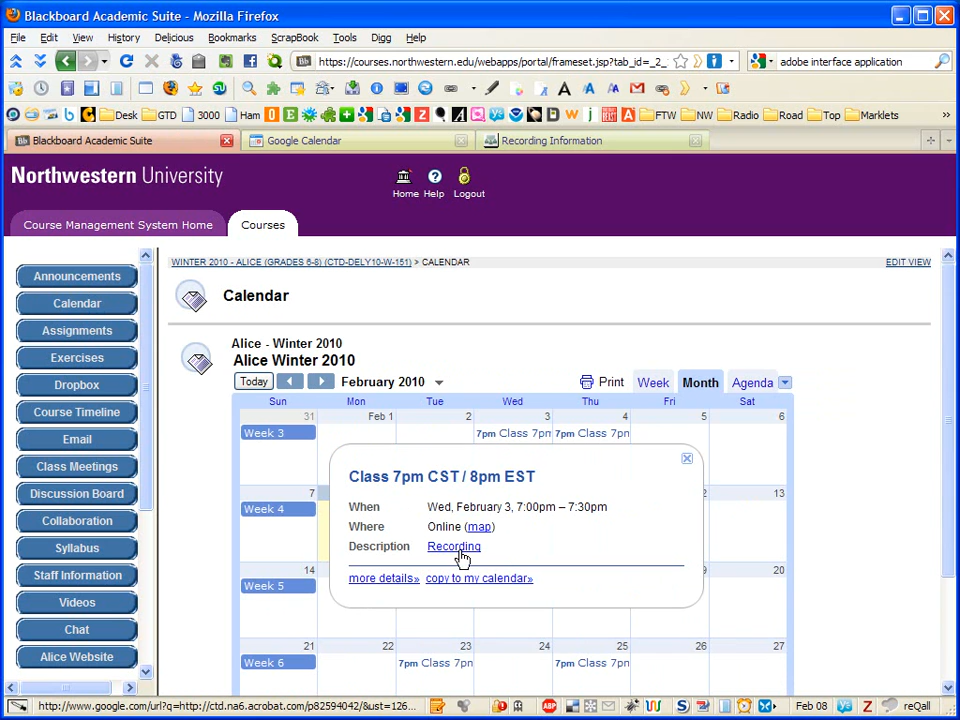 Blackboard Academic Suite - Mozilla Firefox
File Edit View History Delicious Bookmarks ScrapBook Tools Digg Help
https://courses.northwestern.edu/webapps/portal/frameset.jsp?tab_id=_2_
adobe interface application
Desk GTD 3000 Ham FTW NW Radio Road Top Marklets
Blackboard Academic Suite Google Calendar Recording Information
Northwestern University
Home Help Logout
Course Management System Home Courses
Announcements
Calendar
Assignments
Exercises
Dropbox
Course Timeline
Email
Class Meetings
Discussion Board
Collaboration
Syllabus
Staff Information
Videos
Chat
Alice Website
WINTER 2010 - ALICE (GRADES 6-8) (CTD-DELY10-W-151) > CALENDAR EDIT VIEW
Calendar
Alice - Winter 2010
Alice Winter 2010
Today February 2010 Print Week Month Agenda
Sun Mon Tue Wed Thu Fri Sat
31 Feb 1 2 3 4 5 6
Week 3 7pm Class 7pn 7pm Class 7pn
7 13
Week 4
Class 7pm CST / 8pm EST
When Wed, February 3, 7:00pm – 7:30pm
Where Online (map)
Description Recording
more details» copy to my calendar»
14 20
Week 5
21 22 23 24 25 26 27
Week 6 7pm Class 7pn 7pm Class 7pn
http://www.google.com/url?q=http://ctd.na6.acrobat.com/p82594042/&ust=126...
Feb 08 reQall